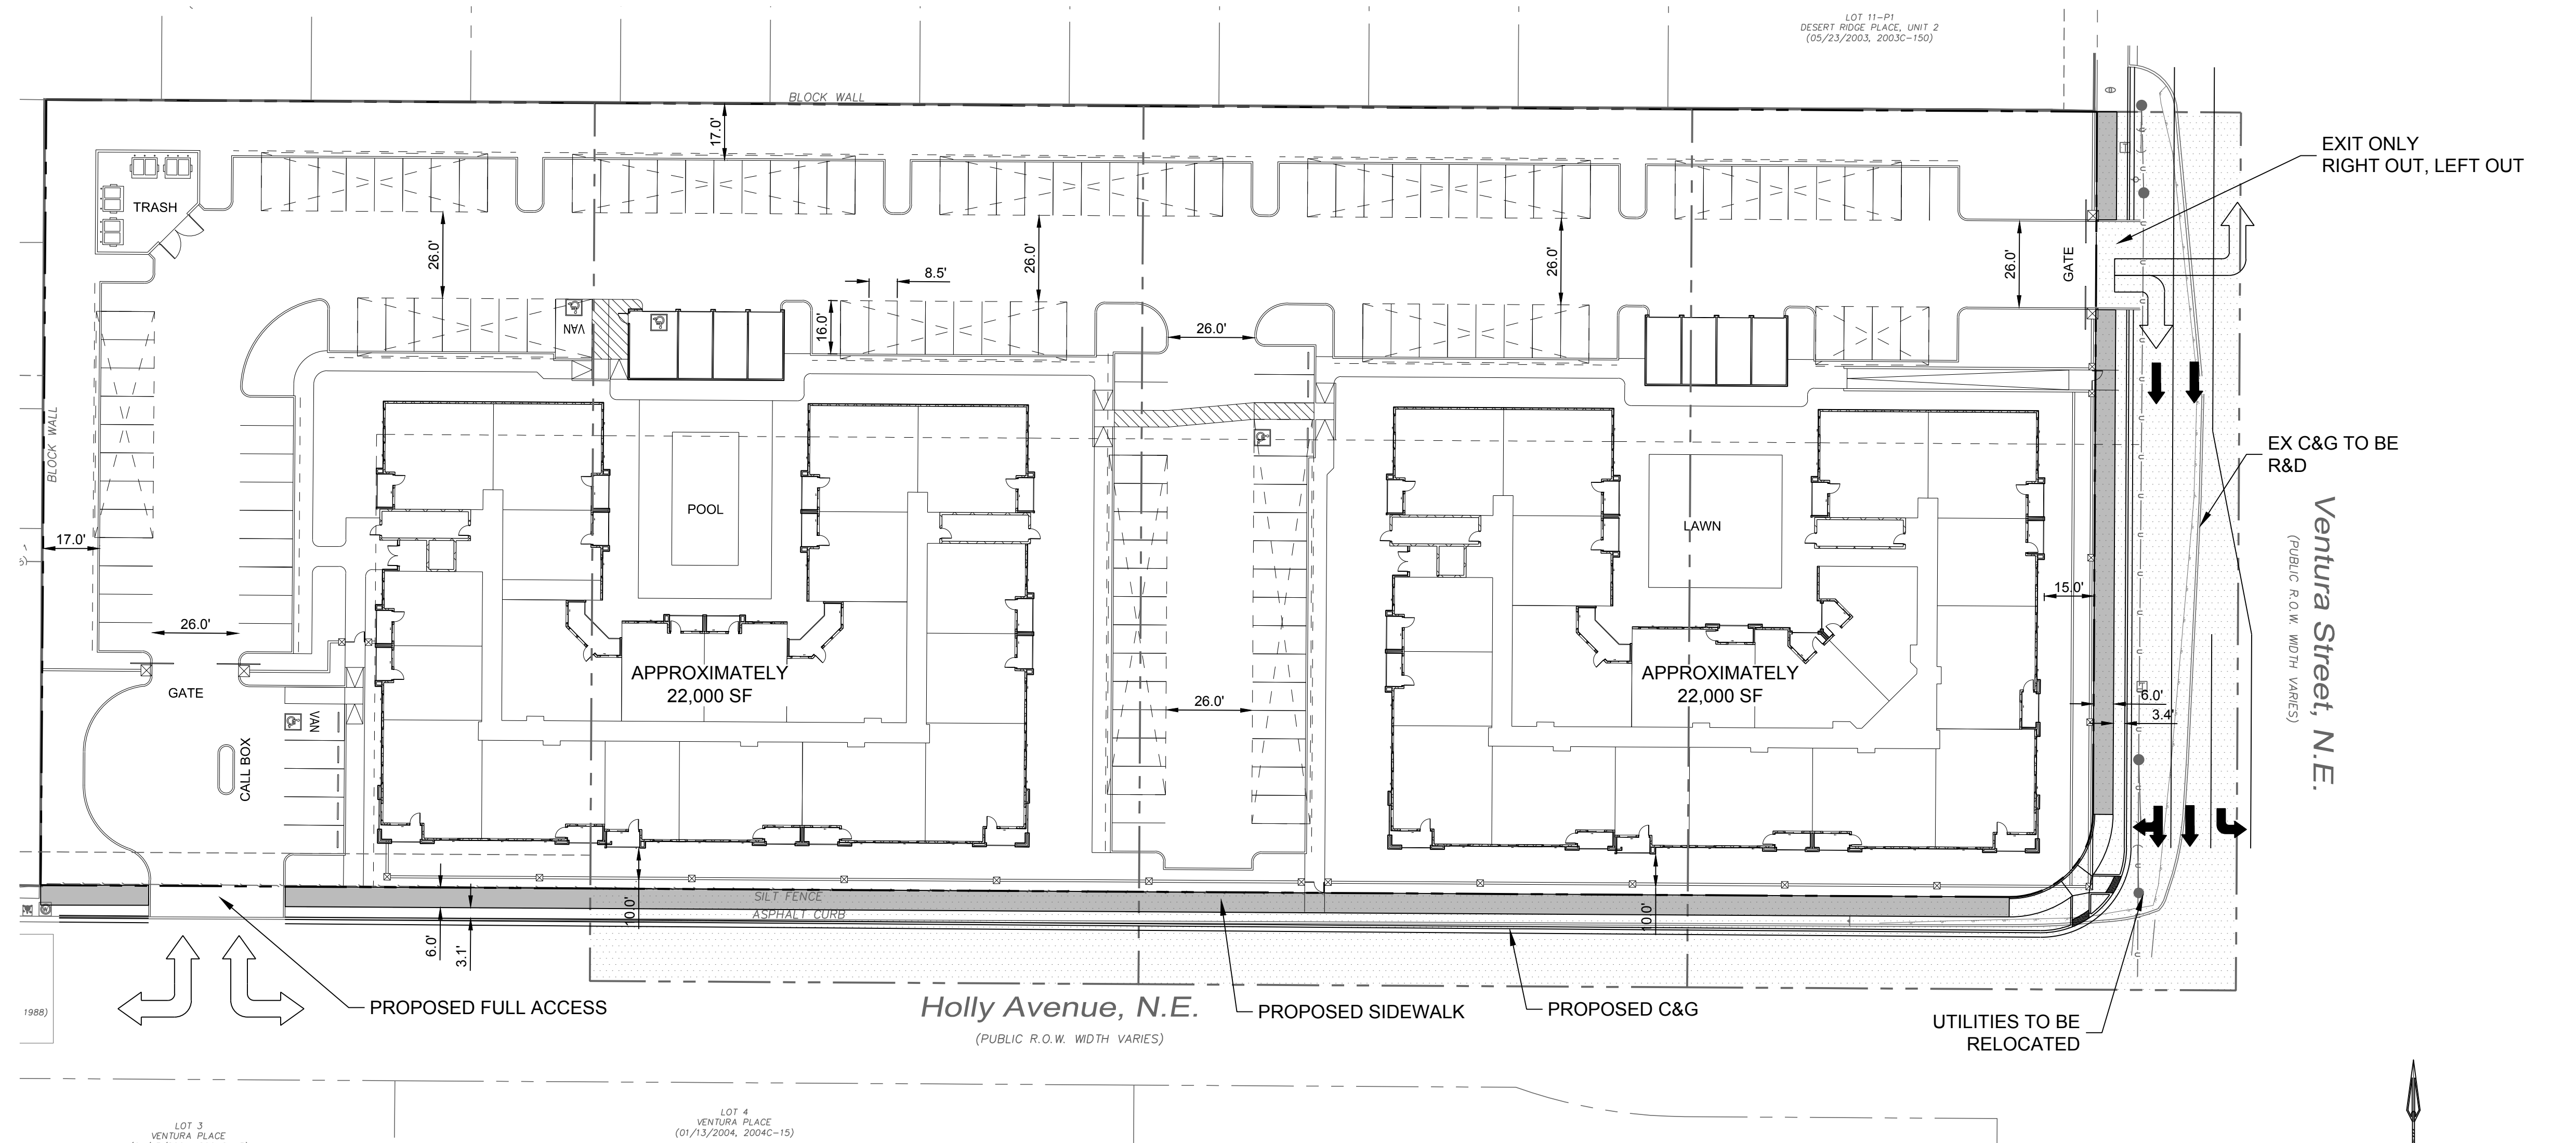 LOT 11-P1
DESERT RIDGE PLACE, UNIT 2
(05/23/2003, 2003C-150)
BLOCK WALL
17.0'
EXIT ONLY
RIGHT OUT, LEFT OUT
TRASH
26.0'
26.0'
26.0'
26.0'
GATE
8.5'
VAN
16.0'
26.0'
BLOCK WALL
EX C&G TO BE
R&D
POOL
LAWN
17.0'
Ventura Street, N.E.
(PUBLIC R.O.W. WIDTH VARIES)
15.0'
26.0'
APPROXIMATELY
22,000 SF
APPROXIMATELY
22,000 SF
GATE
26.0'
6.0'
3.4'
VAN
CALL BOX
SILT FENCE
ASPHALT CURB
10.0'
10.0'
6.0'
3.1'
PROPOSED FULL ACCESS
Holly Avenue, N.E.
(PUBLIC R.O.W. WIDTH VARIES)
PROPOSED SIDEWALK
PROPOSED C&G
UTILITIES TO BE
RELOCATED
1988)
LOT 3
VENTURA PLACE
LOT 4
VENTURA PLACE
(01/13/2004, 2004C-15)